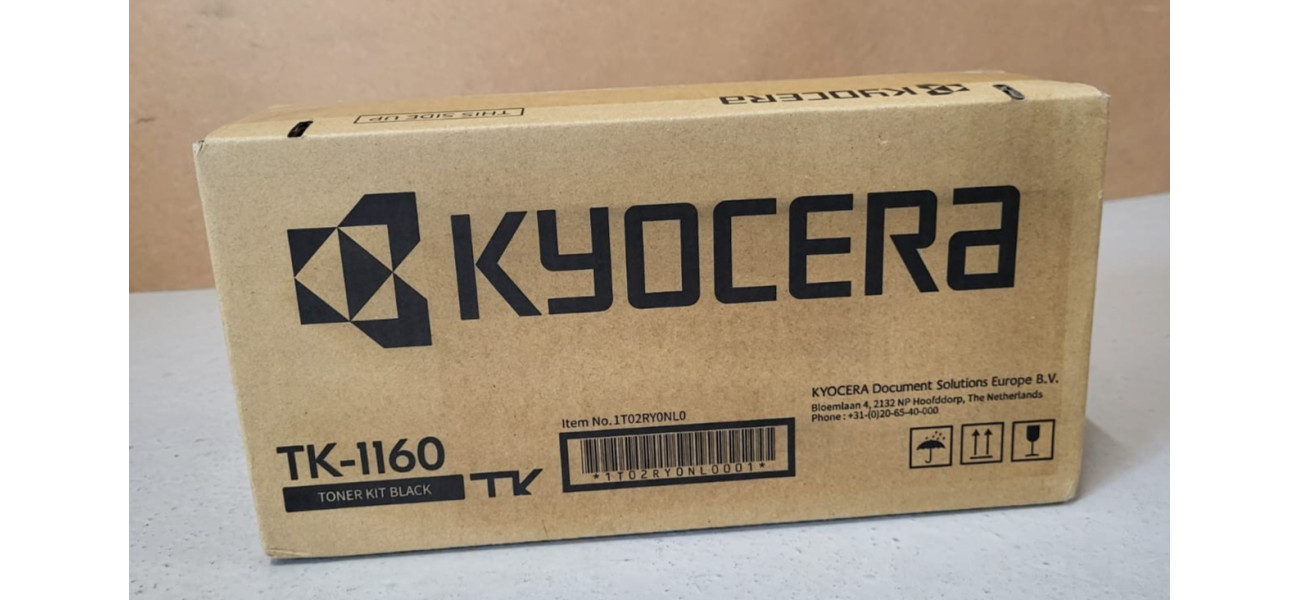 THIS SIDE UP
KYOCERA
KYOCERA
KYOCERA Document Solutions Europe B.V.
Bloemlaan 4, 2132 NP Hoofddorp, The Netherlands
Phone : +31-(0)20-65-40-000
Item No.1T02RY0NL0
*1T02RY0NL0001*
TK-1160
TONER KIT BLACK
TK